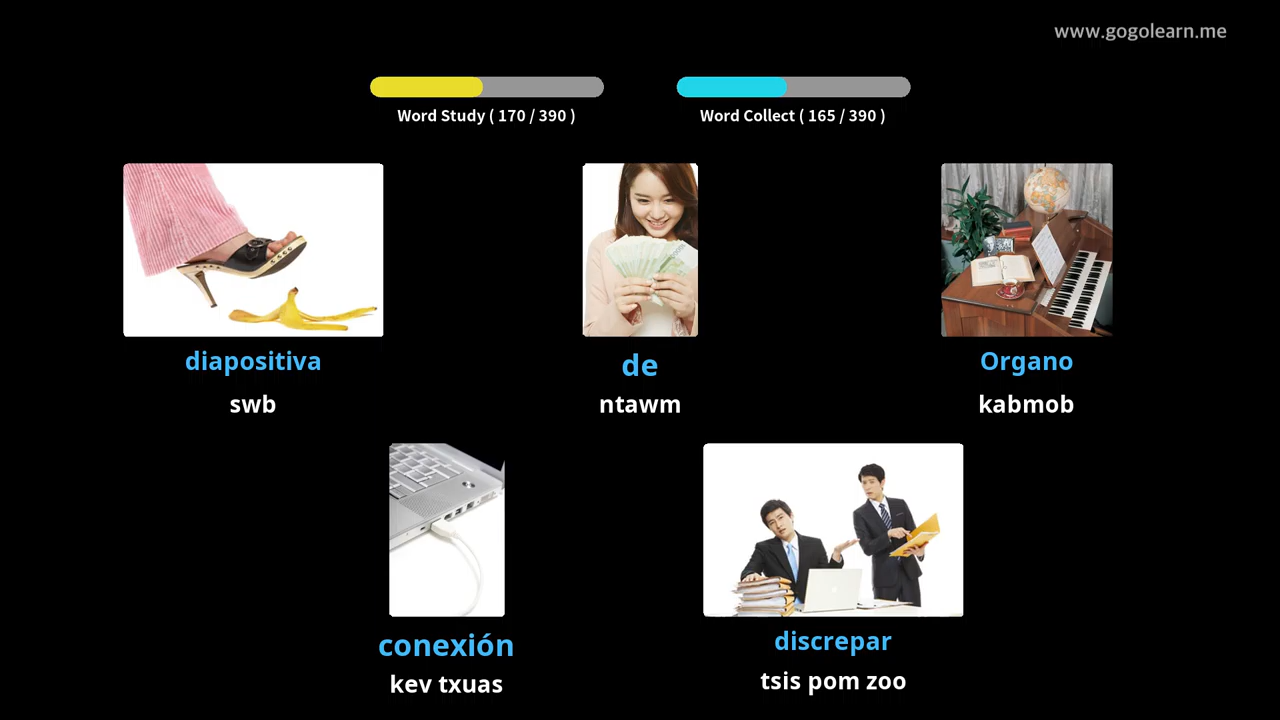 www.gogolearn.me
Word Study ( 170 / 390 )
Word Collect ( 165 / 390 )
diapositiva
swb
de
ntawm
Organo
kabmob
conexión
kev txuas
discrepar
tsis pom zoo